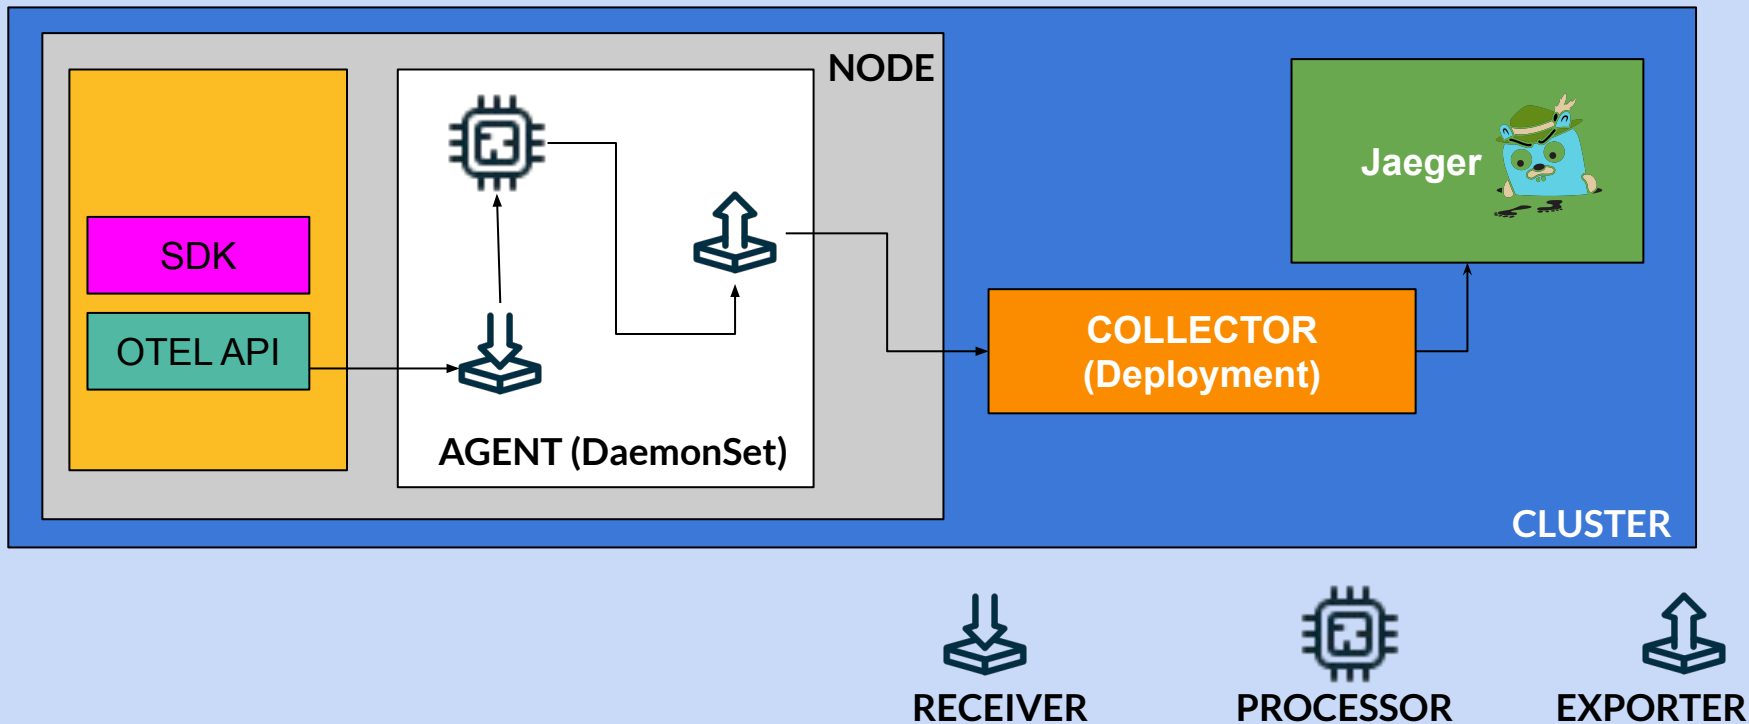 NODE
SDK
OTEL API
AGENT (DaemonSet)
Jaeger
COLLECTOR
(Deployment)
CLUSTER
RECEIVER
PROCESSOR
EXPORTER